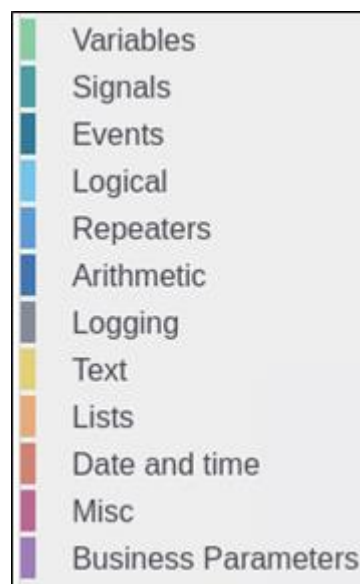 Variables
Signals
Events
Logical
Repeaters
Arithmetic
Logging
Text
Lists
Date and time
Misc
Business Parameters